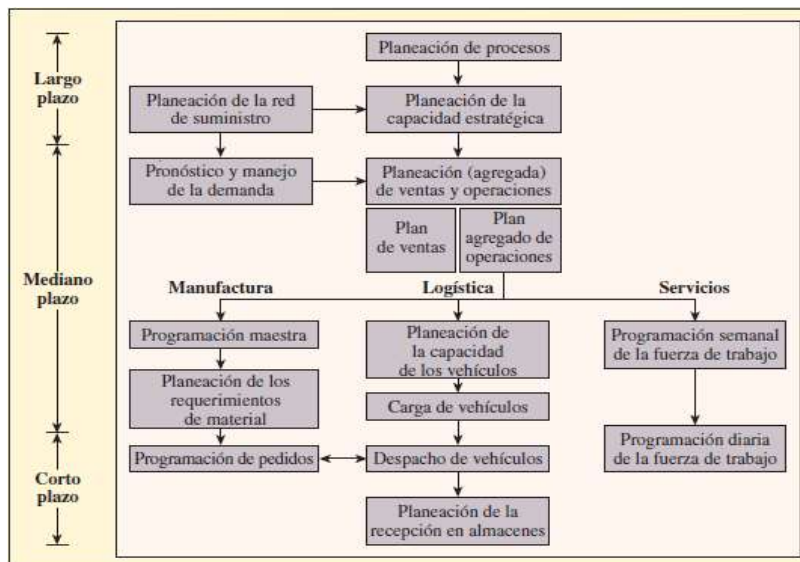 Planeación de procesos
Largo
plazo
Planeación de la red
de suministro
Planeación de la
capacidad estratégica
Pronóstico y manejo
de la demanda
Planeación (agregada)
de ventas y operaciones
Plan
de ventas
Plan
agregado de
operaciones
Mediano
plazo
Manufactura
Logística
Servicios
Programación maestra
Planeación de
la capacidad
de los vehículos
Programación semanal
de la fuerza de trabajo
Planeación de los
requerimientos
de material
Carga de vehículos
Corto
plazo
Programación de pedidos
Despacho de vehículos
Programación diaria
de la fuerza de trabajo
Planeación de la
recepción en almacenes